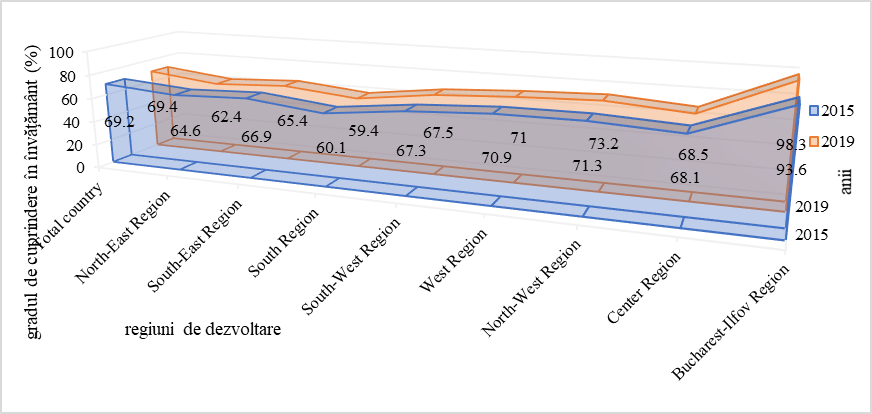 gradul de cuprindere în învățământ (%)
100
80
60
40
20
0
69.4
62.4
65.4
59.4
67.5
71
73.2
68.5
98.3
69.2
64.6
66.9
60.1
67.3
70.9
71.3
68.1
93.6
2015
2019
anii
2019
2015
Total country
North-East Region
South-East Region
South Region
South-West Region
West Region
North-West Region
Center Region
Bucharest-Ilfov Region
regiuni de dezvoltare